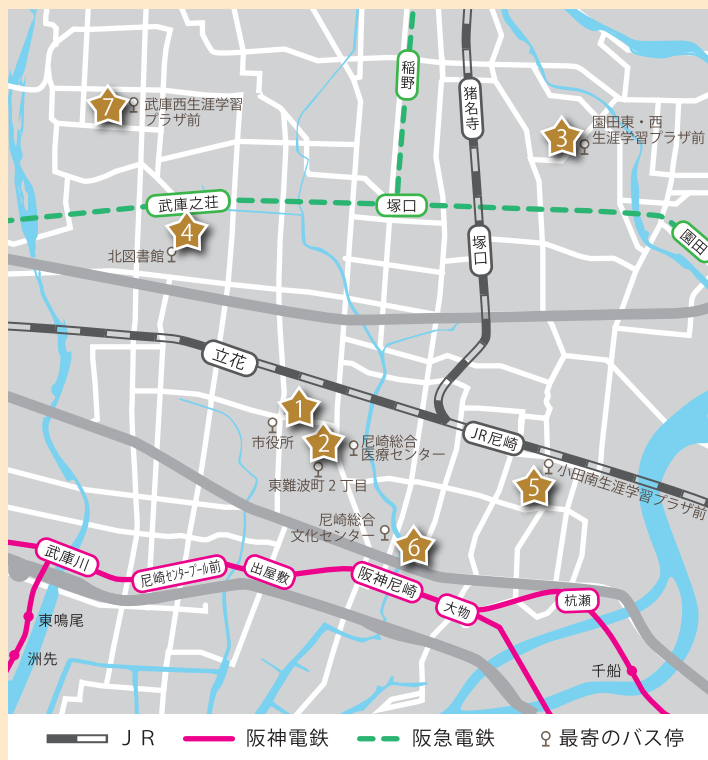 稲野
猪名寺
7
武庫西生涯学習
プラザ前
3
園田東・西
生涯学習プラザ前
武庫之荘
塚口
4
北図書館
塚口
園田
立花
1
市役所
2
尼崎総合
医療センター
東難波町2丁目
JR尼崎
小田南生涯学習プラザ前
5
尼崎総合
文化センター
6
武庫川
尼崎センタープール前
出屋敷
阪神尼崎
大物
杭瀬
東鳴尾
洲先
千船
JR
阪神電鉄
阪急電鉄
最寄のバス停